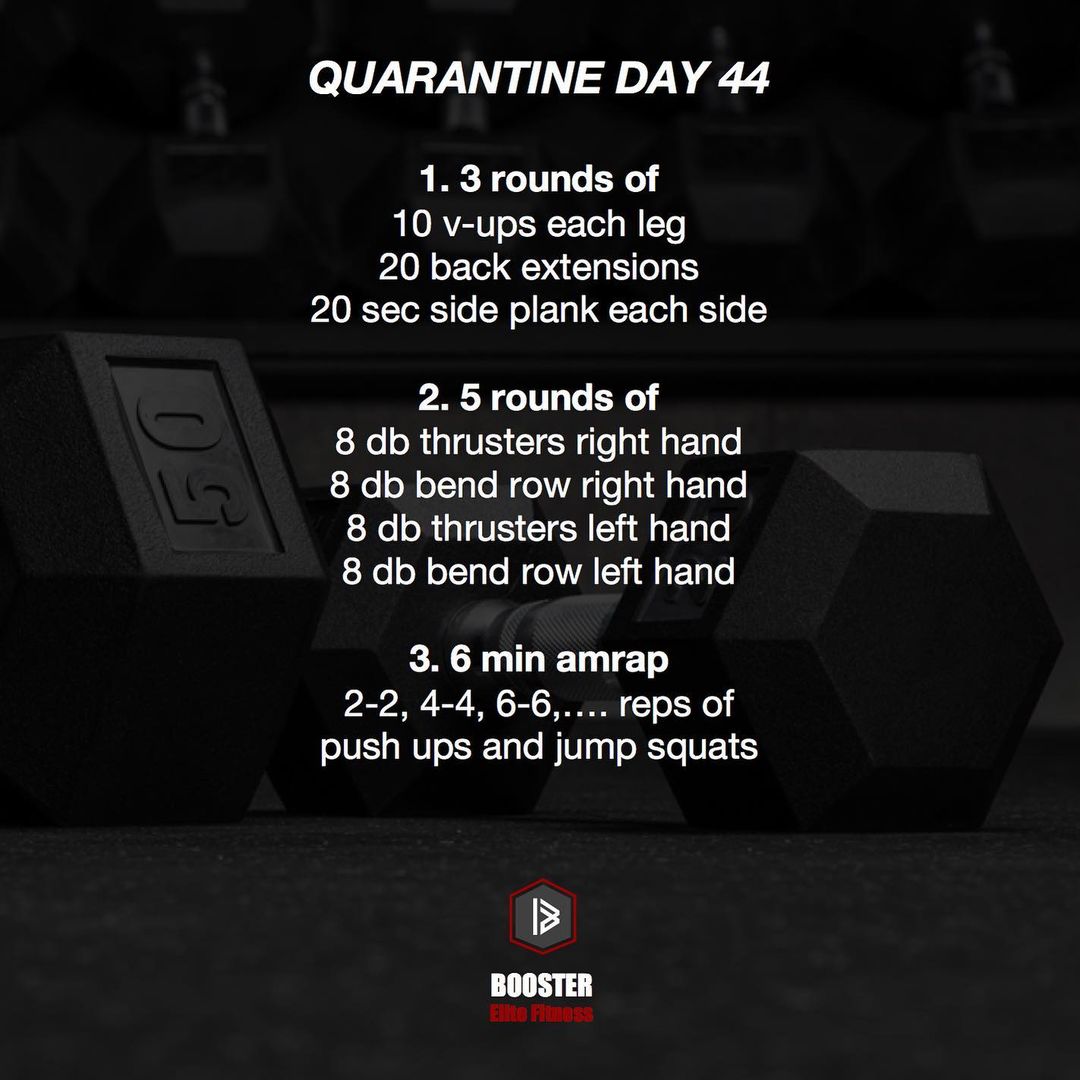 QUARANTINE DAY 44
1. 3 rounds of
10 v-ups each leg
20 back extensions
20 sec side plank each side
2. 5 rounds of
8 db thrusters right hand
8 db bend row right hand
8 db thrusters left hand
8 db bend row left hand
3. 6 min amrap
2-2, 4-4, 6-6,.... reps of
push ups and jump squats
50
BOOSTER
Elite Fitness